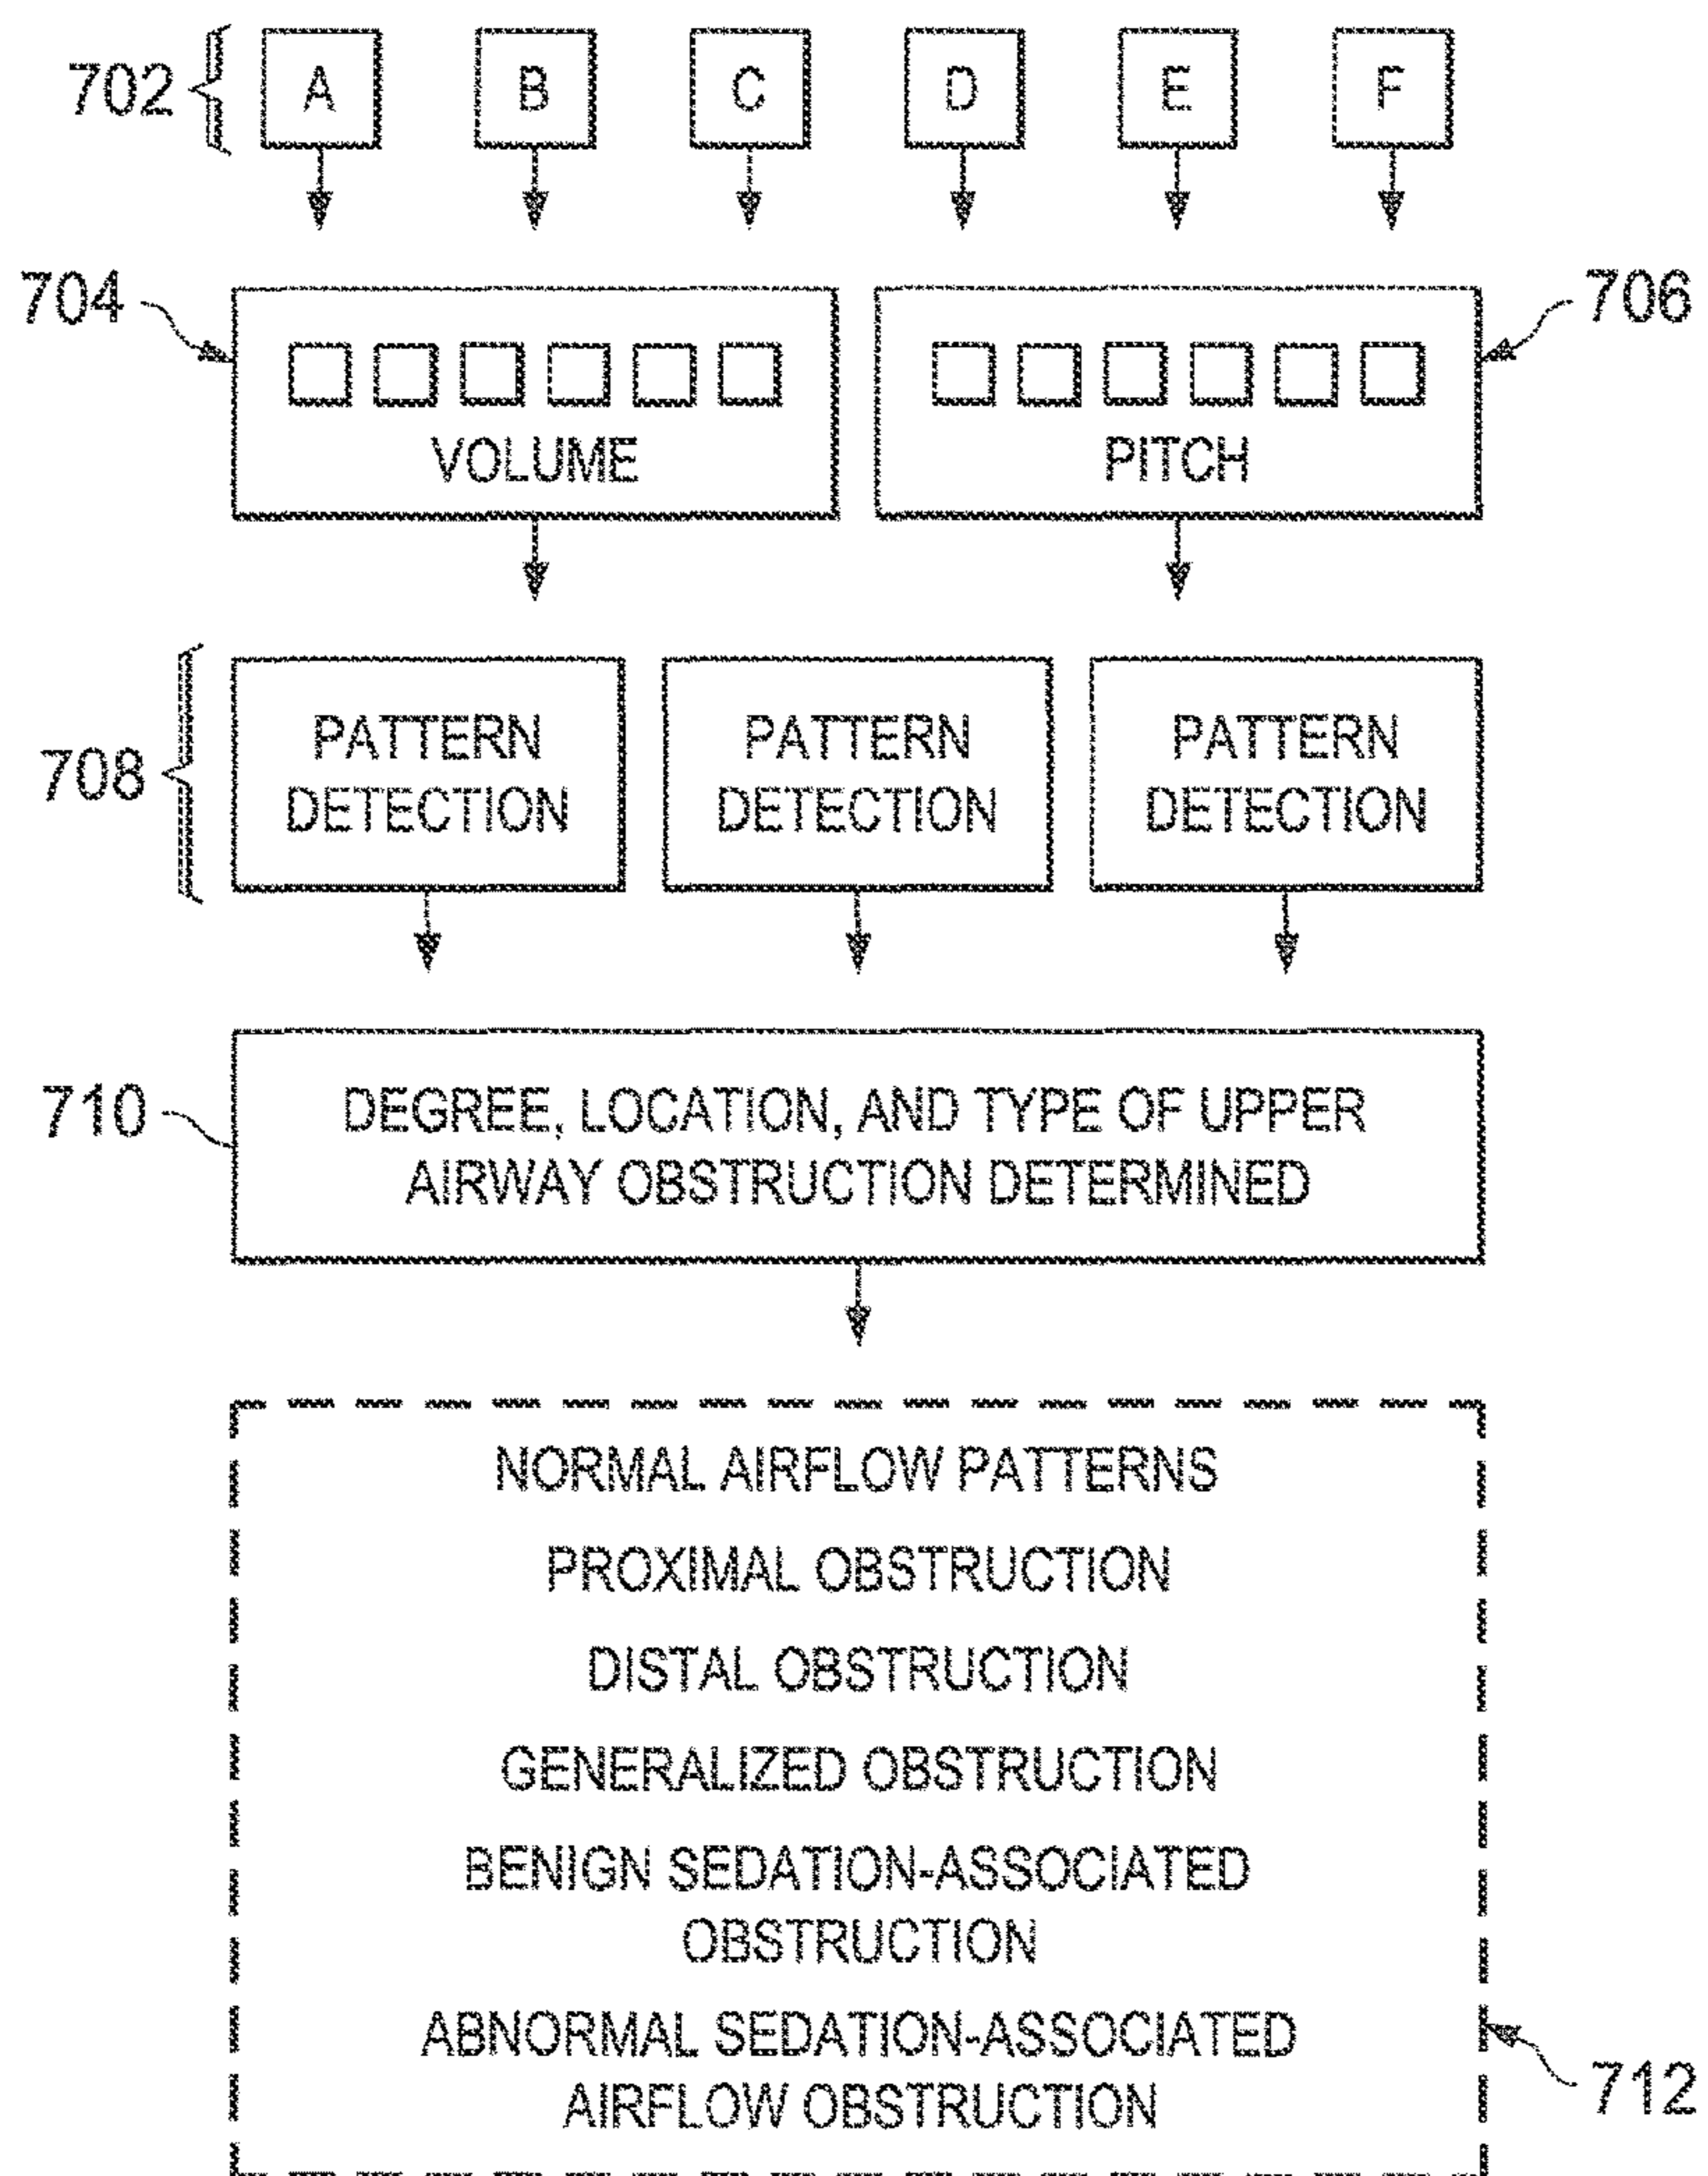 702 A B C D E F
704 706
VOLUME PITCH
708
PATTERN PATTERN PATTERN
DETECTION DETECTION DETECTION
710
DEGREE, LOCATION, AND TYPE OF UPPER
AIRWAY OBSTRUCTION DETERMINED
NORMAL AIRFLOW PATTERNS
PROXIMAL OBSTRUCTION
DISTAL OBSTRUCTION
GENERALIZED OBSTRUCTION
BENIGN SEDATION-ASSOCIATED
OBSTRUCTION
ABNORMAL SEDATION-ASSOCIATED
AIRFLOW OBSTRUCTION
712